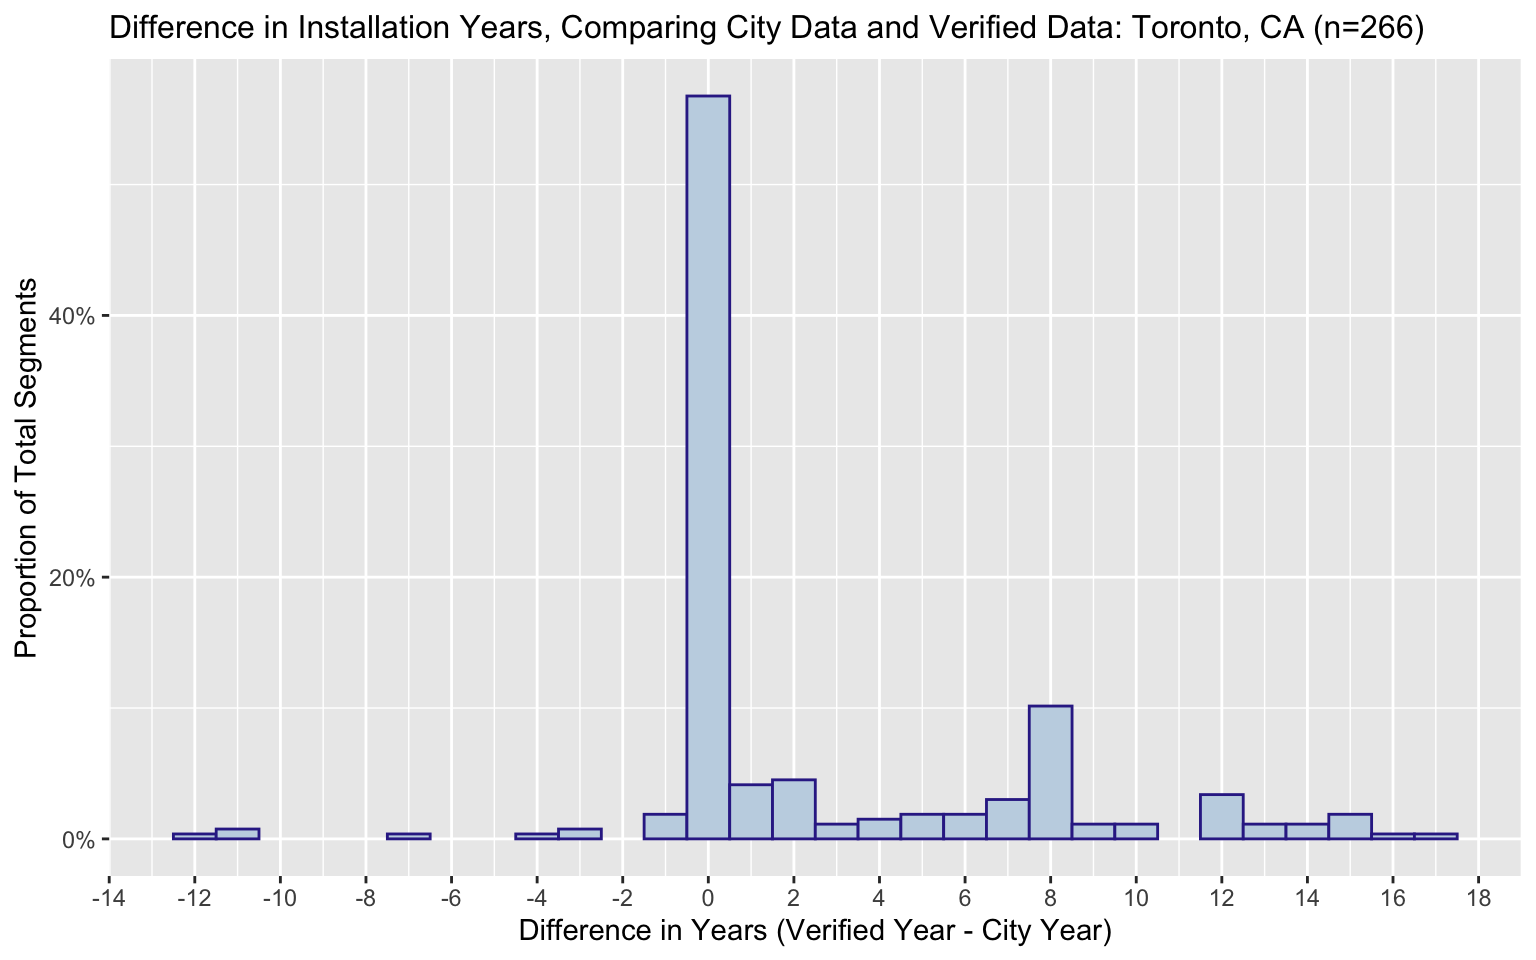 Difference in Installation Years, Comparing City Data and Verified Data: Toronto, CA (n=266)
Proportion of Total Segments
40%
20%
0%
-14 -12 -10 -8 -6 -4 -2 0 2 4 6 8 10 12 14 16 18
Difference in Years (Verified Year - City Year)